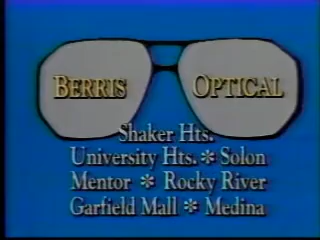 BERRIS OPTICAL
Shaker Hts.
University Hts. * Solon
Mentor * Rocky River
Garfield Mall * Medina